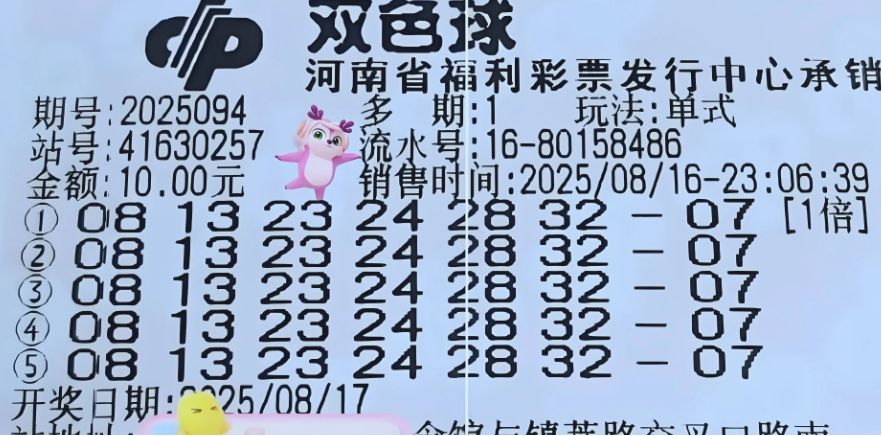 双色球
河南省福利彩票发行中心承销
期号:2025094 多 期:1 玩法:单式
站号:41630257 流水号:16-80158486
金额:10.00元 销售时间:2025/08/16-23:06:39
① 08 13 23 24 28 32 - 07 [1倍]
② 08 13 23 24 28 32 - 07
③ 08 13 23 24 28 32 - 07
④ 08 13 23 24 28 32 - 07
⑤ 08 13 23 24 28 32 - 07
开奖日期:2025/08/17